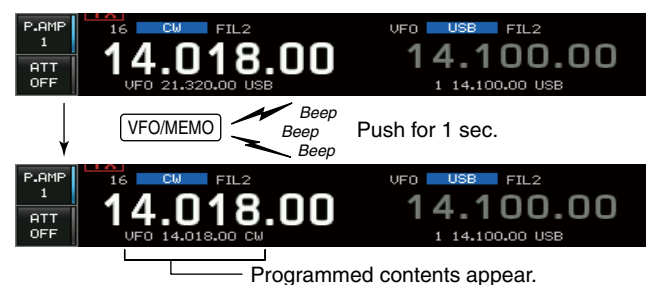 P.AMP
1
ATT
OFF
TX
16 CW FIL2
14.018.00
VFO 21.320.00 USB
VFO USB FIL2
14.100.00
1 14.100.00 USB
VFO/MEMO
Beep
Beep
Beep
Push for 1 sec.
P.AMP
1
ATT
OFF
TX
16 CW FIL2
14.018.00
VFO 14.018.00 CW
VFO USB FIL2
14.100.00
1 14.100.00 USB
Programmed contents appear.